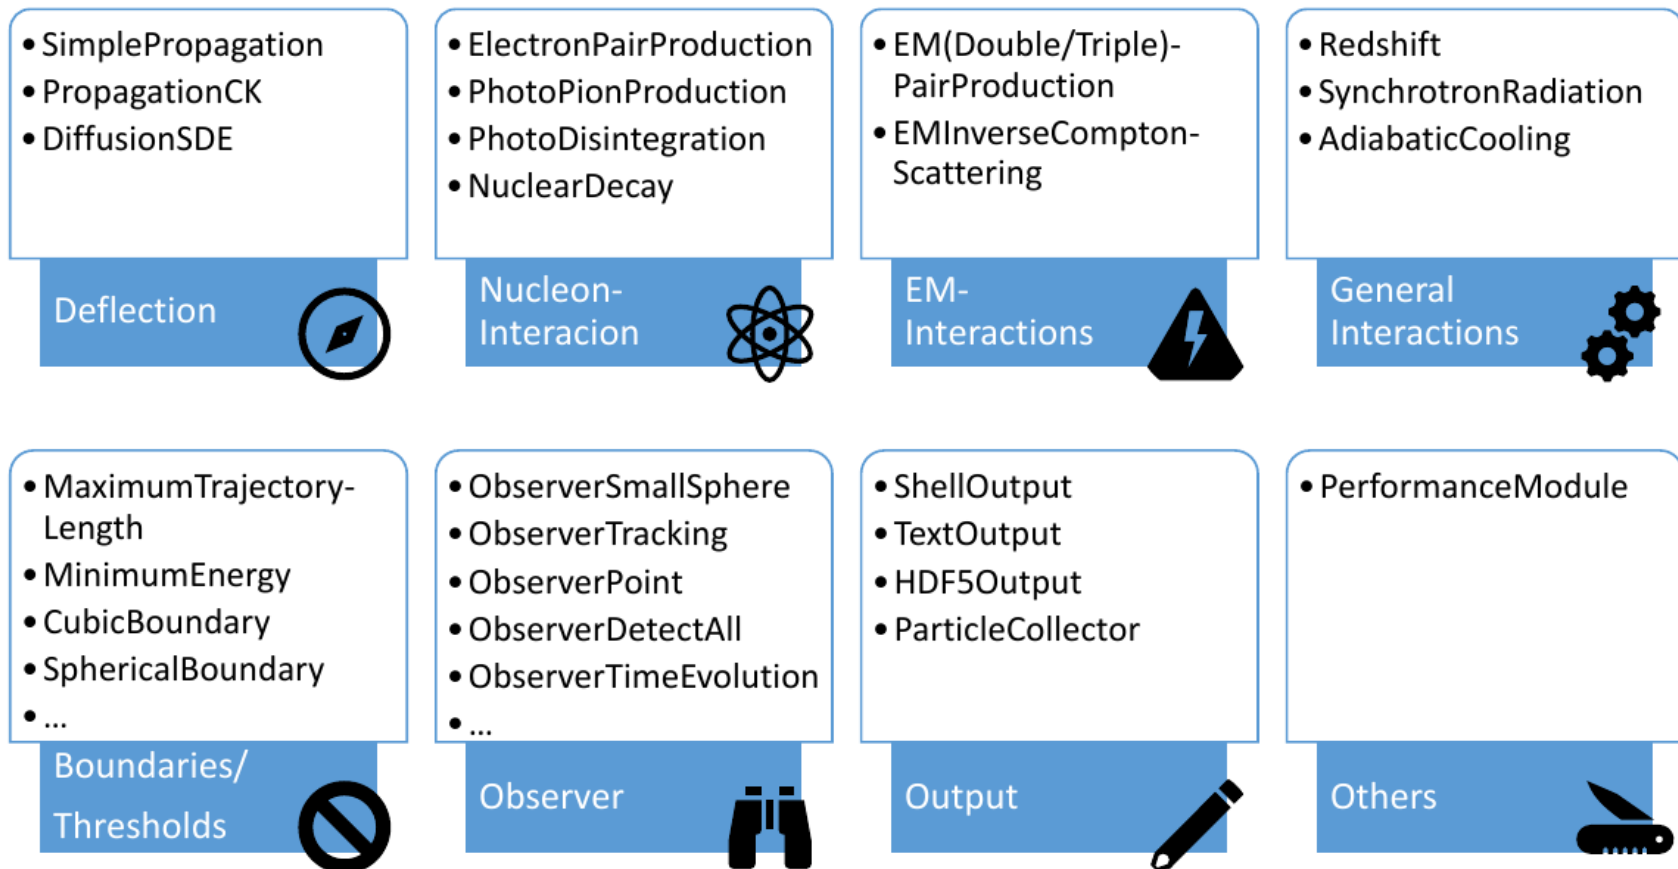 • SimplePropagation
• PropagationCK
• DiffusionSDE
Deflection
• ElectronPairProduction
• PhotoPionProduction
• PhotoDisintegration
• NuclearDecay
Nucleon-
Interacion
• EM(Double/Triple)-
PairProduction
• EMInverseCompton-
Scattering
EM-
Interactions
• Redshift
• SynchrotronRadiation
• AdiabaticCooling
General
Interactions
• MaximumTrajectory-
Length
• MinimumEnergy
• CubicBoundary
• SphericalBoundary
• ...
Boundaries/
Thresholds
• ObserverSmallSphere
• ObserverTracking
• ObserverPoint
• ObserverDetectAll
• ObserverTimeEvolution
• ...
Observer
• ShellOutput
• TextOutput
• HDF5Output
• ParticleCollector
Output
• PerformanceModule
Others